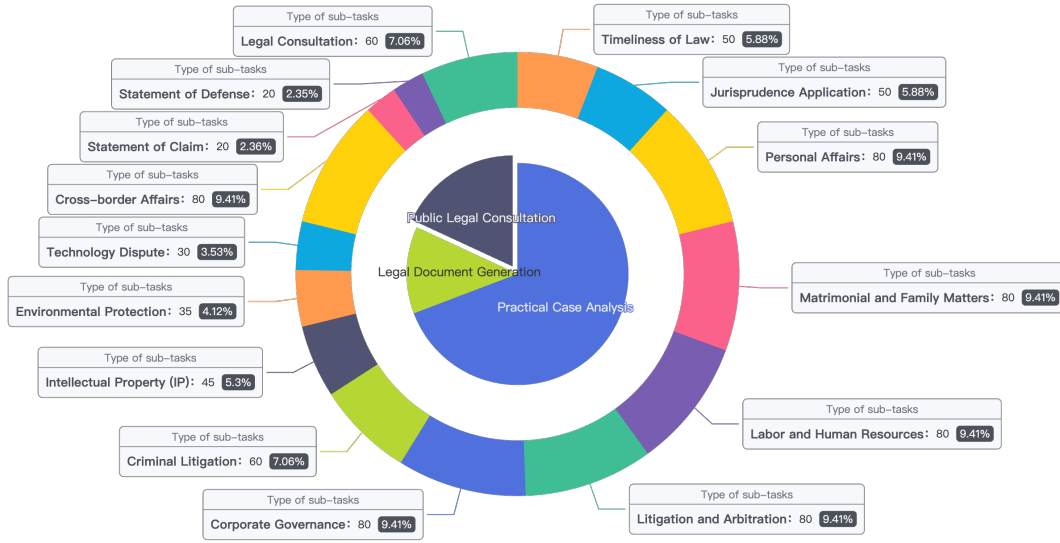 Type of sub-tasks
Legal Consultation: 60 7.06%
Type of sub-tasks
Timeliness of Law: 50 5.88%
Type of sub-tasks
Statement of Defense: 20 2.35%
Type of sub-tasks
Jurisprudence Application: 50 5.88%
Type of sub-tasks
Statement of Claim: 20 2.36%
Type of sub-tasks
Personal Affairs: 80 9.41%
Type of sub-tasks
Cross-border Affairs: 80 9.41%
Public Legal Consultation
Type of sub-tasks
Technology Dispute: 30 3.53%
Legal Document Generation
Type of sub-tasks
Matrimonial and Family Matters: 80 9.41%
Type of sub-tasks
Environmental Protection: 35 4.12%
Practical Case Analysis
Type of sub-tasks
Intellectual Property (IP): 45 5.3%
Type of sub-tasks
Labor and Human Resources: 80 9.41%
Type of sub-tasks
Criminal Litigation: 60 7.06%
Type of sub-tasks
Litigation and Arbitration: 80 9.41%
Type of sub-tasks
Corporate Governance: 80 9.41%